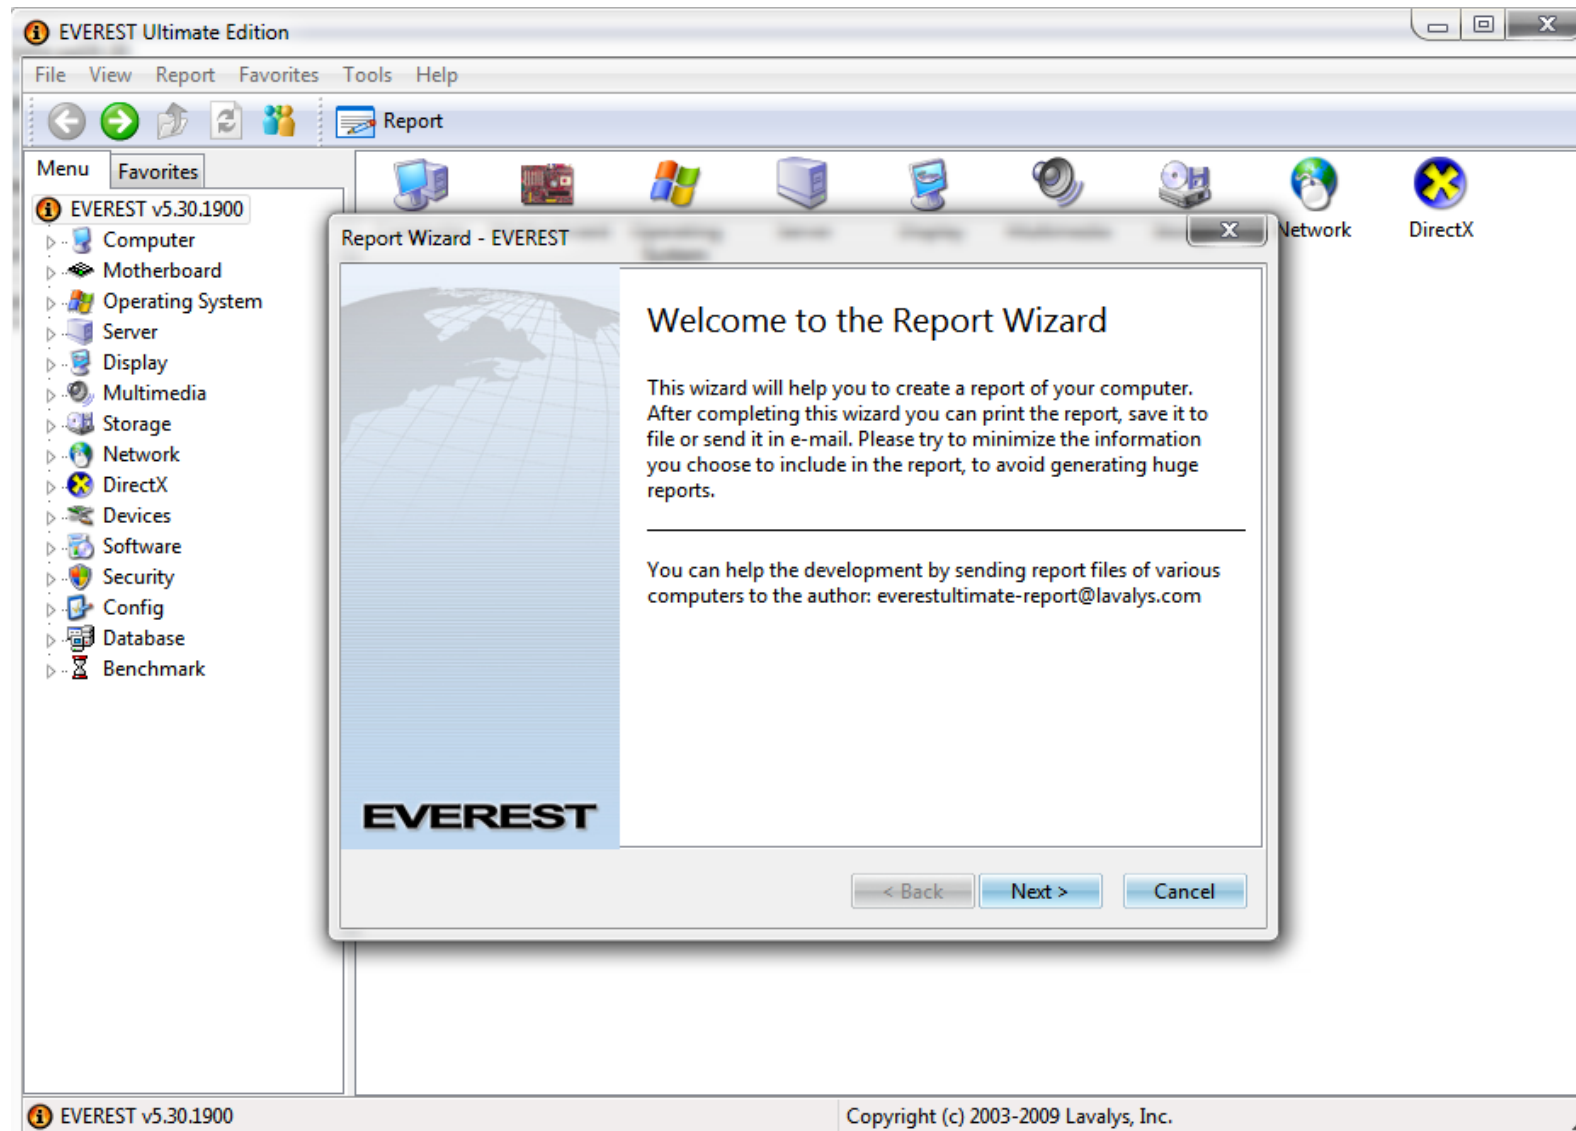 EVEREST Ultimate Edition
File View Report Favorites Tools Help
Report
Menu Favorites
EVEREST v5.30.1900
Computer
Motherboard
Operating System
Server
Display
Multimedia
Storage
Network
DirectX
Devices
Software
Security
Config
Database
Benchmark
Network DirectX
Report Wizard - EVEREST
Welcome to the Report Wizard
This wizard will help you to create a report of your computer.
After completing this wizard you can print the report, save it to
file or send it in e-mail. Please try to minimize the information
you choose to include in the report, to avoid generating huge
reports.
You can help the development by sending report files of various
computers to the author: everestultimate-report@lavalys.com
EVEREST
< Back Next > Cancel
EVEREST v5.30.1900 Copyright (c) 2003-2009 Lavalys, Inc.